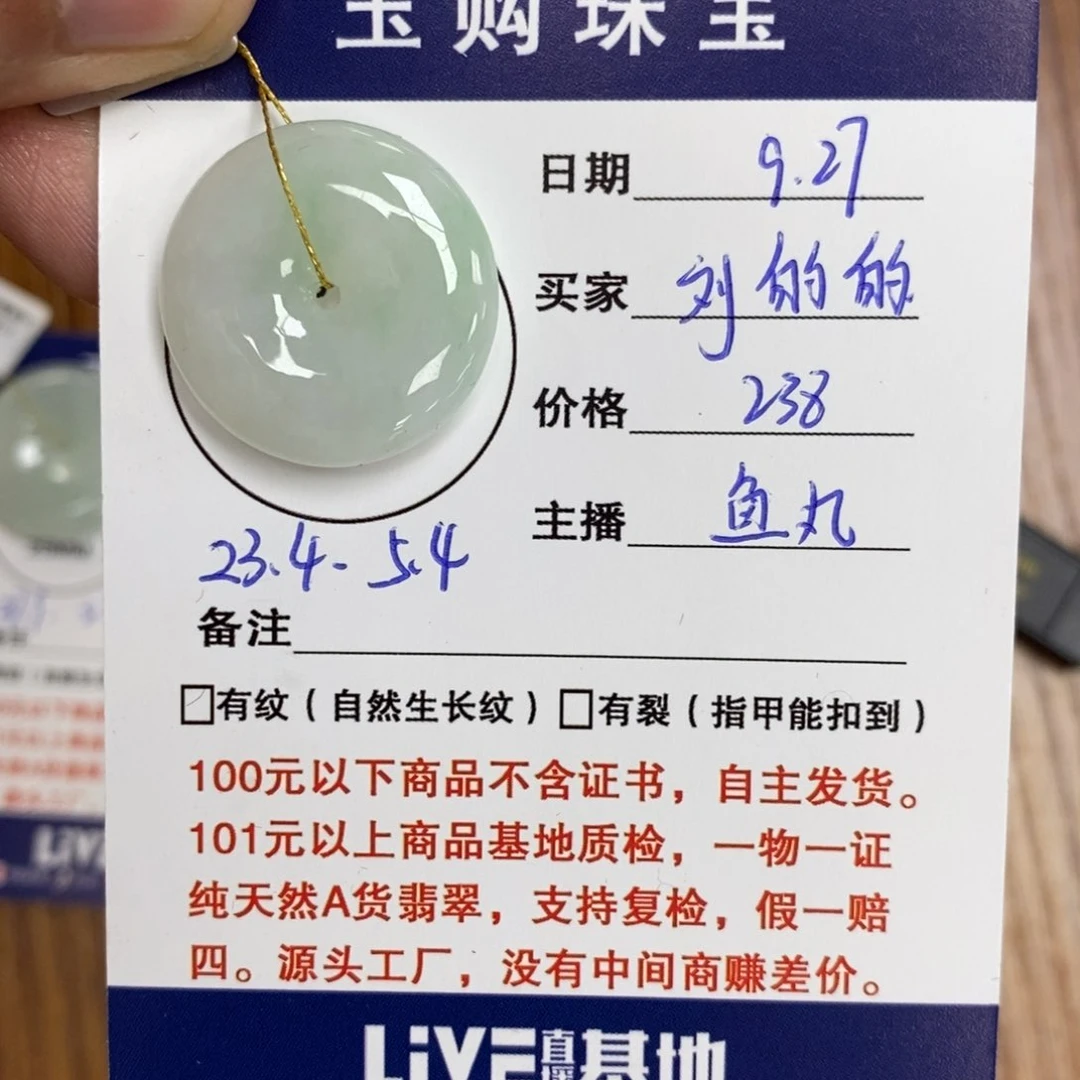 宝购珠宝
日期 9.27
买家 刘的的
价格 238
主播 鱼丸
23.4-5.4
备注
□有纹（自然生长纹）□有裂（指甲能扣到）
100元以下商品不含证书，自主发货。
101元以上商品基地质检，一物一证
纯天然A货翡翠，支持复检，假一赔
四。源头工厂，没有中间商赚差价。
LiVE直播基地
LiV